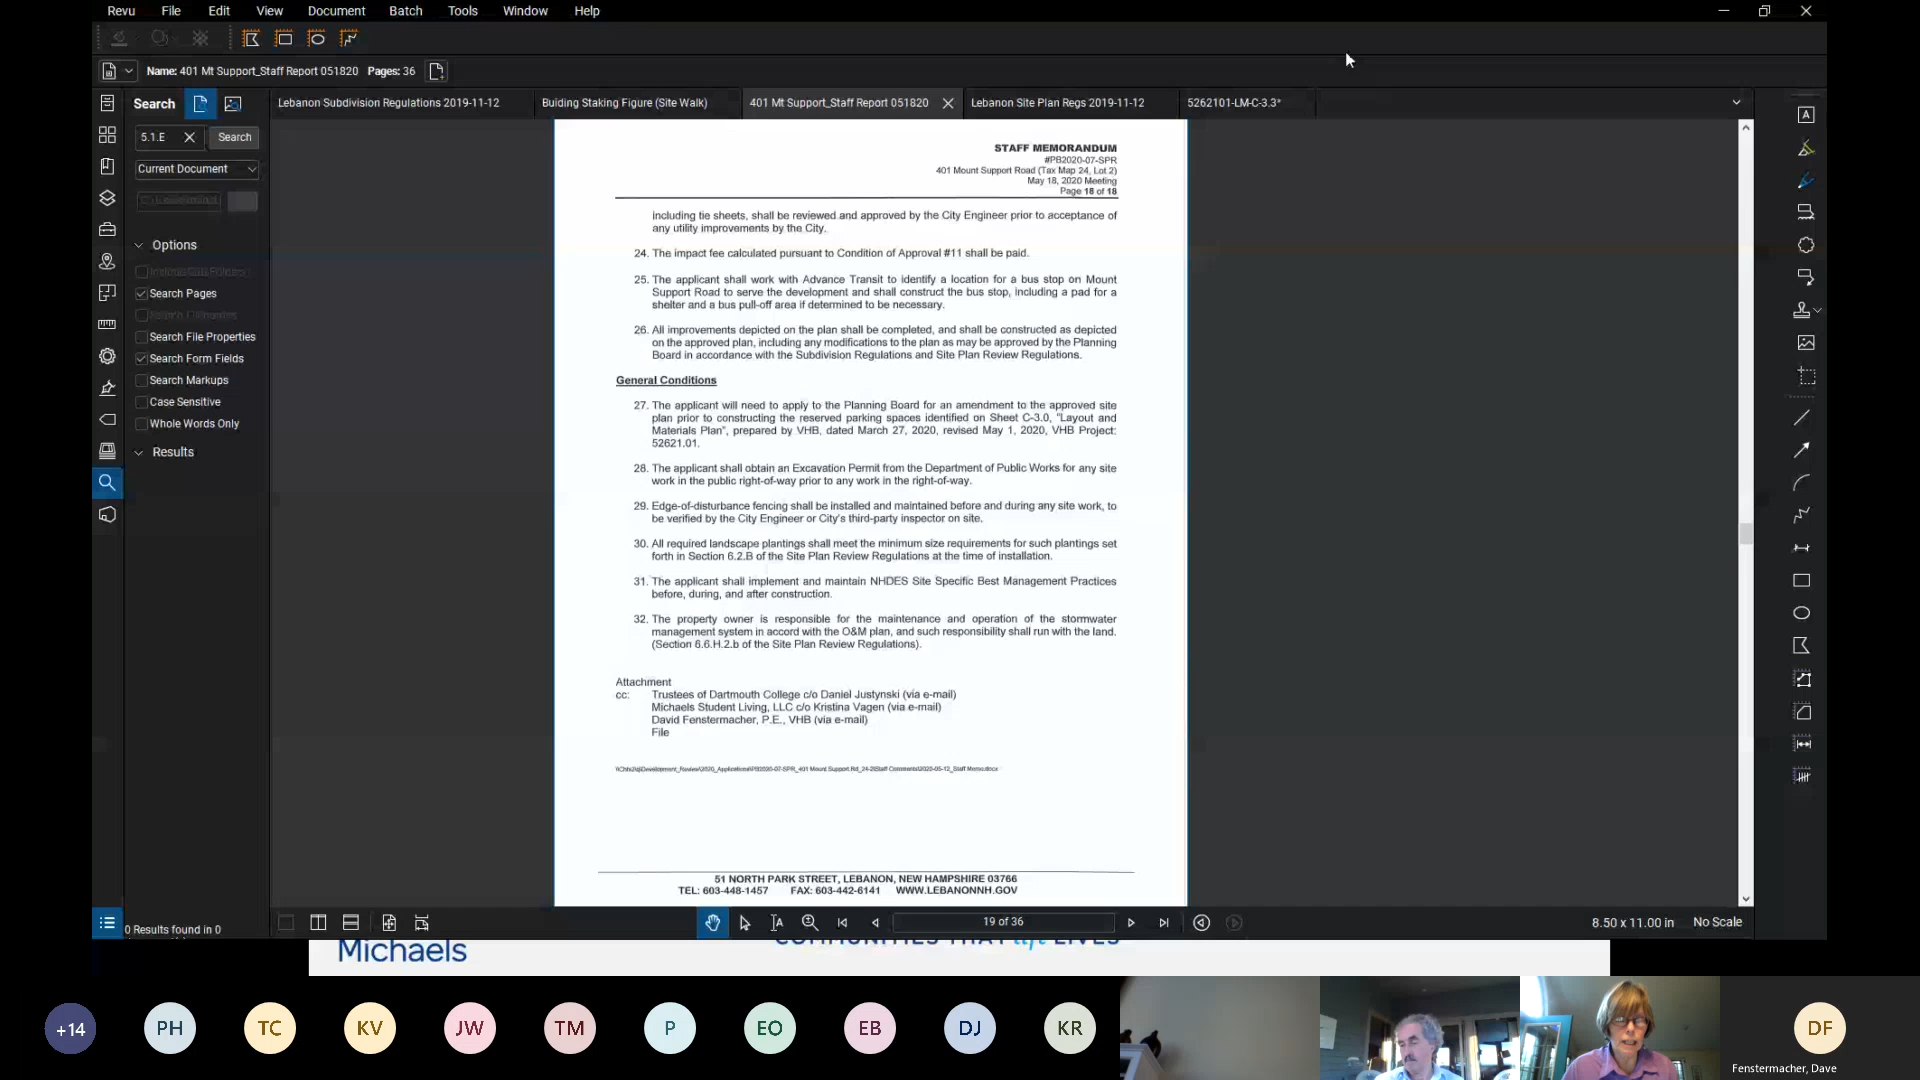 Revu File Edit View Document Batch Tools Window Help
Name: 401 Mt Support_Staff Report 051820 Pages: 36
Search
Lebanon Subdivision Regulations 2019-11-12
Buiding Staking Figure (Site Walk)
401 Mt Support_Staff Report 051820
Lebanon Site Plan Regs 2019-11-12
5262101-LM-C-3.3*
5.1.E
Search
Current Document
Options
Search Pages
Search File Properties
Search Form Fields
Search Markups
Case Sensitive
Whole Words Only
Results
0 Results found in 0
STAFF MEMORANDUM
#PB2020-07-SPR
401 Mount Support Road (Tax Map 24, Lot 2)
May 18, 2020 Meeting
Page 18 of 18
including tie sheets, shall be reviewed and approved by the City Engineer prior to acceptance of
any utility improvements by the City.
24. The impact fee calculated pursuant to Condition of Approval #11 shall be paid.
25. The applicant shall work with Advance Transit to identify a location for a bus stop on Mount
Support Road to serve the development and shall construct the bus stop, including a pad for a
shelter and a bus pull-off area if determined to be necessary.
26. All improvements depicted on the plan shall be completed, and shall be constructed as depicted
on the approved plan, including any modifications to the plan as may be approved by the Planning
Board in accordance with the Subdivision Regulations and Site Plan Review Regulations.
General Conditions
27. The applicant will need to apply to the Planning Board for an amendment to the approved site
plan prior to constructing the reserved parking spaces identified on Sheet C-3.0, "Layout and
Materials Plan", prepared by VHB, dated March 27, 2020, revised May 1, 2020, VHB Project:
52621.01.
28. The applicant shall obtain an Excavation Permit from the Department of Public Works for any site
work in the public right-of-way prior to any work in the right-of-way.
29. Edge-of-disturbance fencing shall be installed and maintained before and during any site work, to
be verified by the City Engineer or City's third-party inspector on site.
30. All required landscape plantings shall meet the minimum size requirements for such plantings set
forth in Section 6.2.B of the Site Plan Review Regulations at the time of installation.
31. The applicant shall implement and maintain NHDES Site Specific Best Management Practices
before, during, and after construction.
32. The property owner is responsible for the maintenance and operation of the stormwater
management system in accord with the O&M plan, and such responsibility shall run with the land.
(Section 6.6.H.2.b of the Site Plan Review Regulations).
Attachment
cc: Trustees of Dartmouth College c/o Daniel Justynski (via e-mail)
Michaels Student Living, LLC c/o Kristina Vagen (via e-mail)
David Fenstermacher, P.E., VHB (via e-mail)
File
51 NORTH PARK STREET, LEBANON, NEW HAMPSHIRE 03766
TEL: 603-448-1457 FAX: 603-442-6141 WWW.LEBANONNH.GOV
19 of 36
8.50 x 11.00 in No Scale
Michaels
COMMUNITIES THAT lift LIVES
+14 PH TC KV JW TM P EO EB DJ KR DF
Fenstermacher, Dave